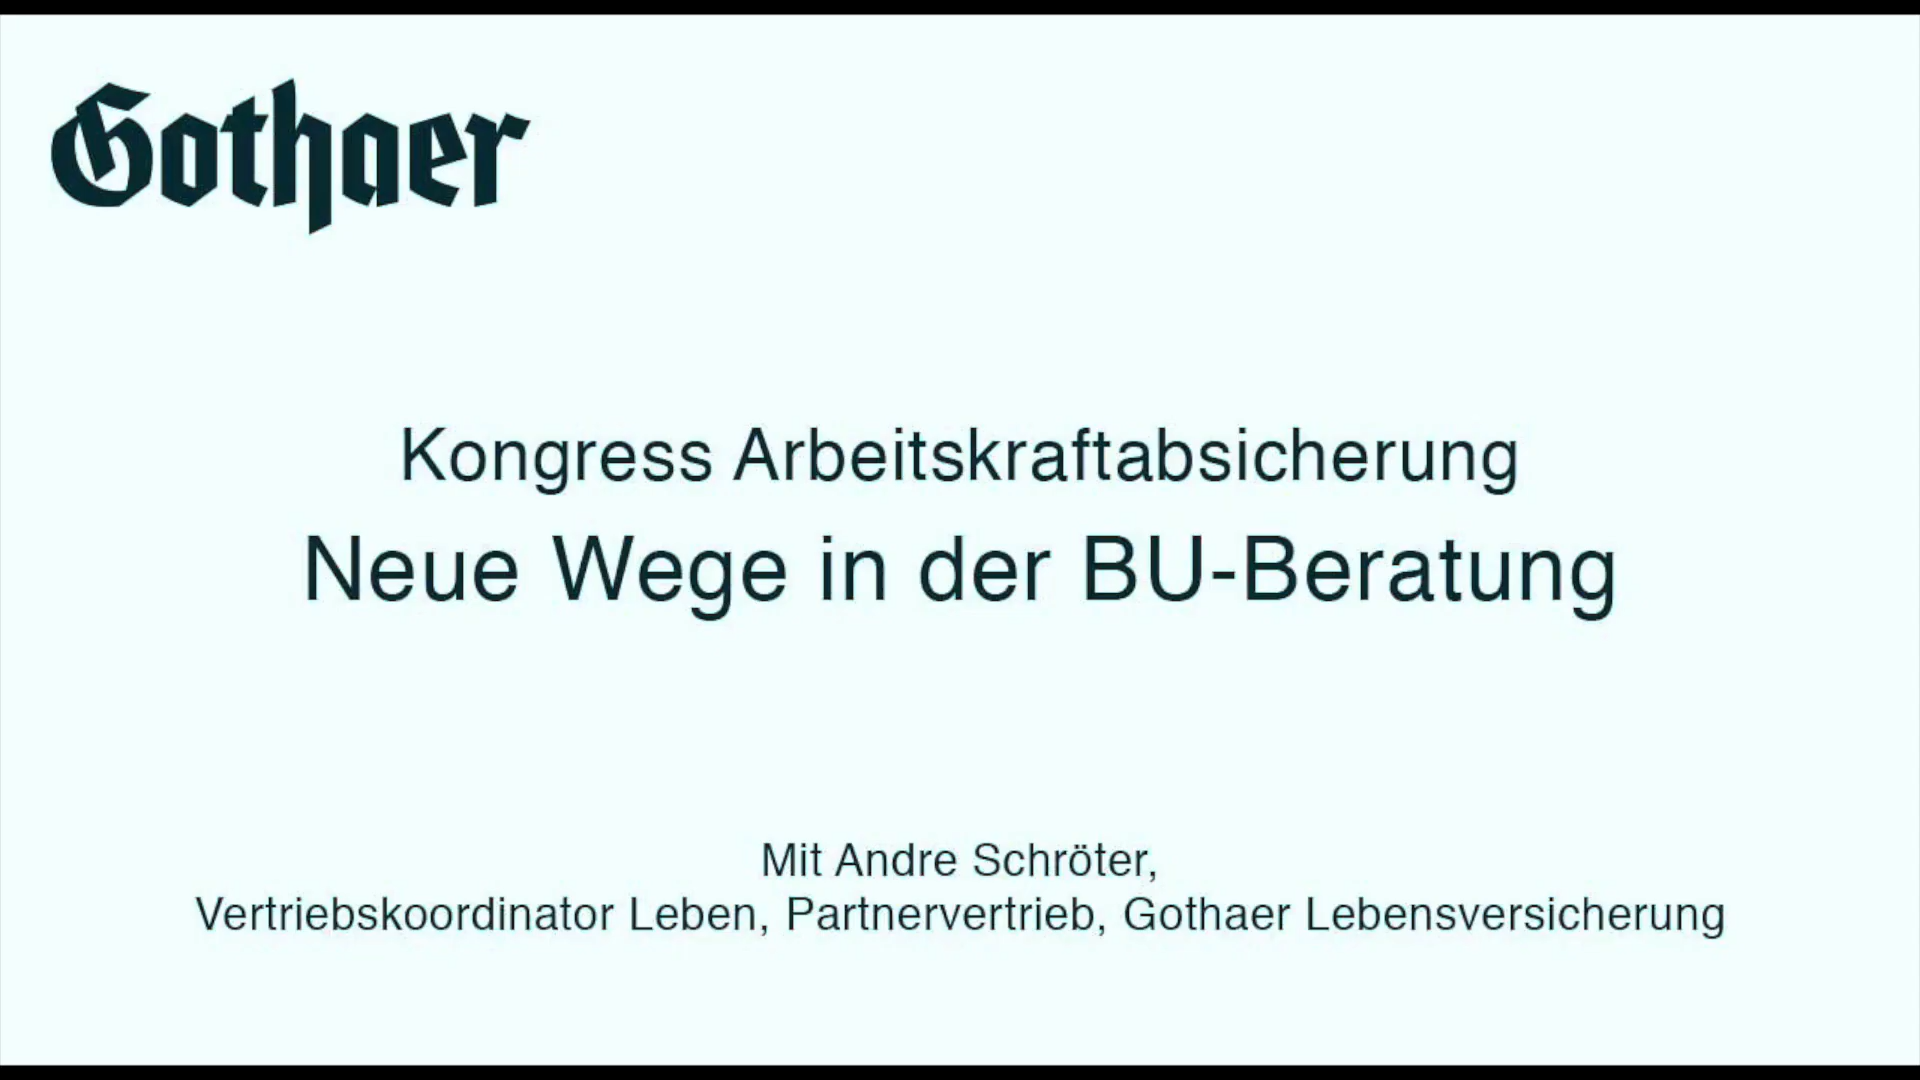 Gothaer
Kongress Arbeitskraftabsicherung
Neue Wege in der BU-Beratung
Mit Andre Schröter,
Vertriebskoordinator Leben, Partnervertrieb, Gothaer Lebensversicherung